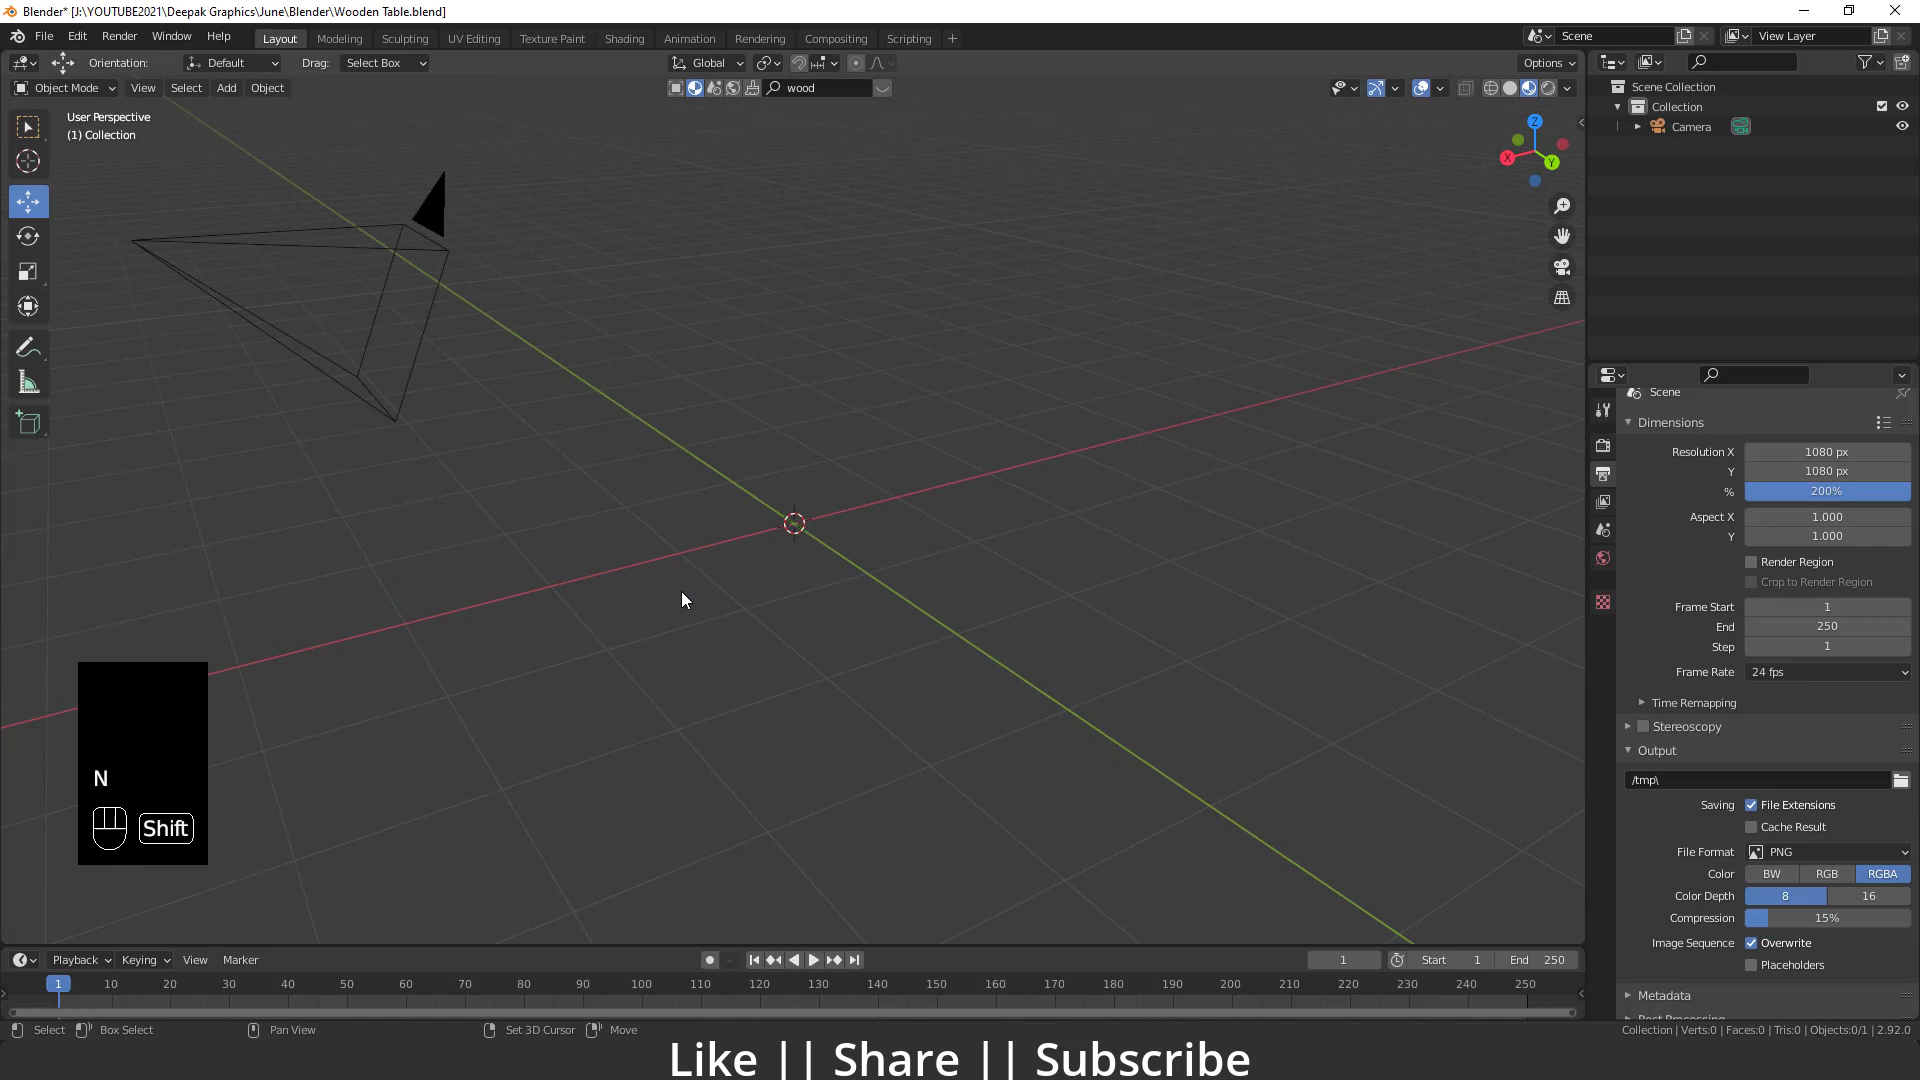 Blender* [J:\YOUTUBE2021\Deepak Graphics\June\Blender\Wooden Table.blend]
File Edit Render Window Help Layout Modeling Sculpting UV Editing Texture Paint Shading Animation Rendering Compositing Scripting + Scene View Layer
Orientation: Default Drag: Select Box Global Options
Object Mode View Select Add Object wood
User Perspective
(1) Collection
Z
X
Y
Scene Collection
Collection
Camera
Scene
Dimensions
Resolution X 1080 px
Y 1080 px
% 200%
Aspect X 1.000
Y 1.000
Render Region
Crop to Render Region
Frame Start 1
End 250
Step 1
Frame Rate 24 fps
Time Remapping
Stereoscopy
Output
/tmp\
Saving File Extensions
Cache Result
File Format PNG
Color BW RGB RGBA
Color Depth 8 16
Compression 15%
Image Sequence Overwrite
Placeholders
Metadata
Post Processing
N
Shift
Playback Keying View Marker 1 Start 1 End 250
1 10 20 30 40 50 60 70 80 90 100 110 120 130 140 150 160 170 180 190 200 210 220 230 240 250
Select Box Select Pan View Set 3D Cursor Move Collection | Verts:0 | Faces:0 | Tris:0 | Objects:0/1 | 2.92.0
Like || Share || Subscribe